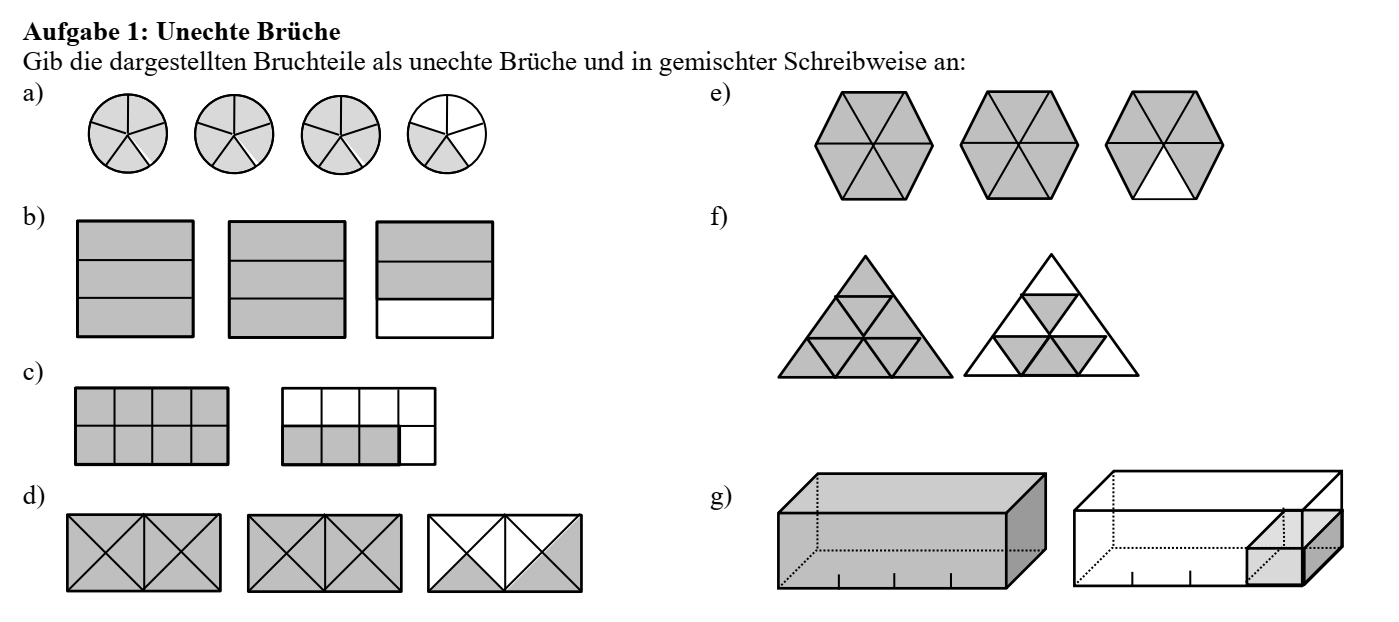 Aufgabe 1: Unechte Brüche
Gib die dargestellten Bruchteile als unechte Brüche und in gemischter Schreibweise an:
a)
b)
c)
d)
e)
f)
g)